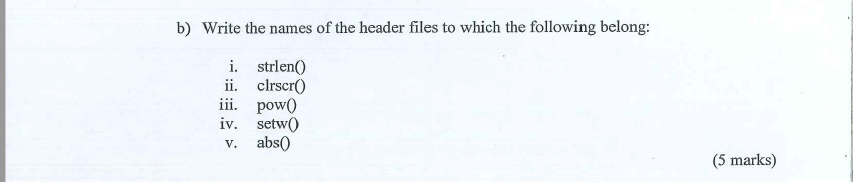 b) Write the names of the header files to which the following belong:
i. strlen()
ii. clrscr()
iii. pow()
iv. setw()
v. abs()
(5 marks)